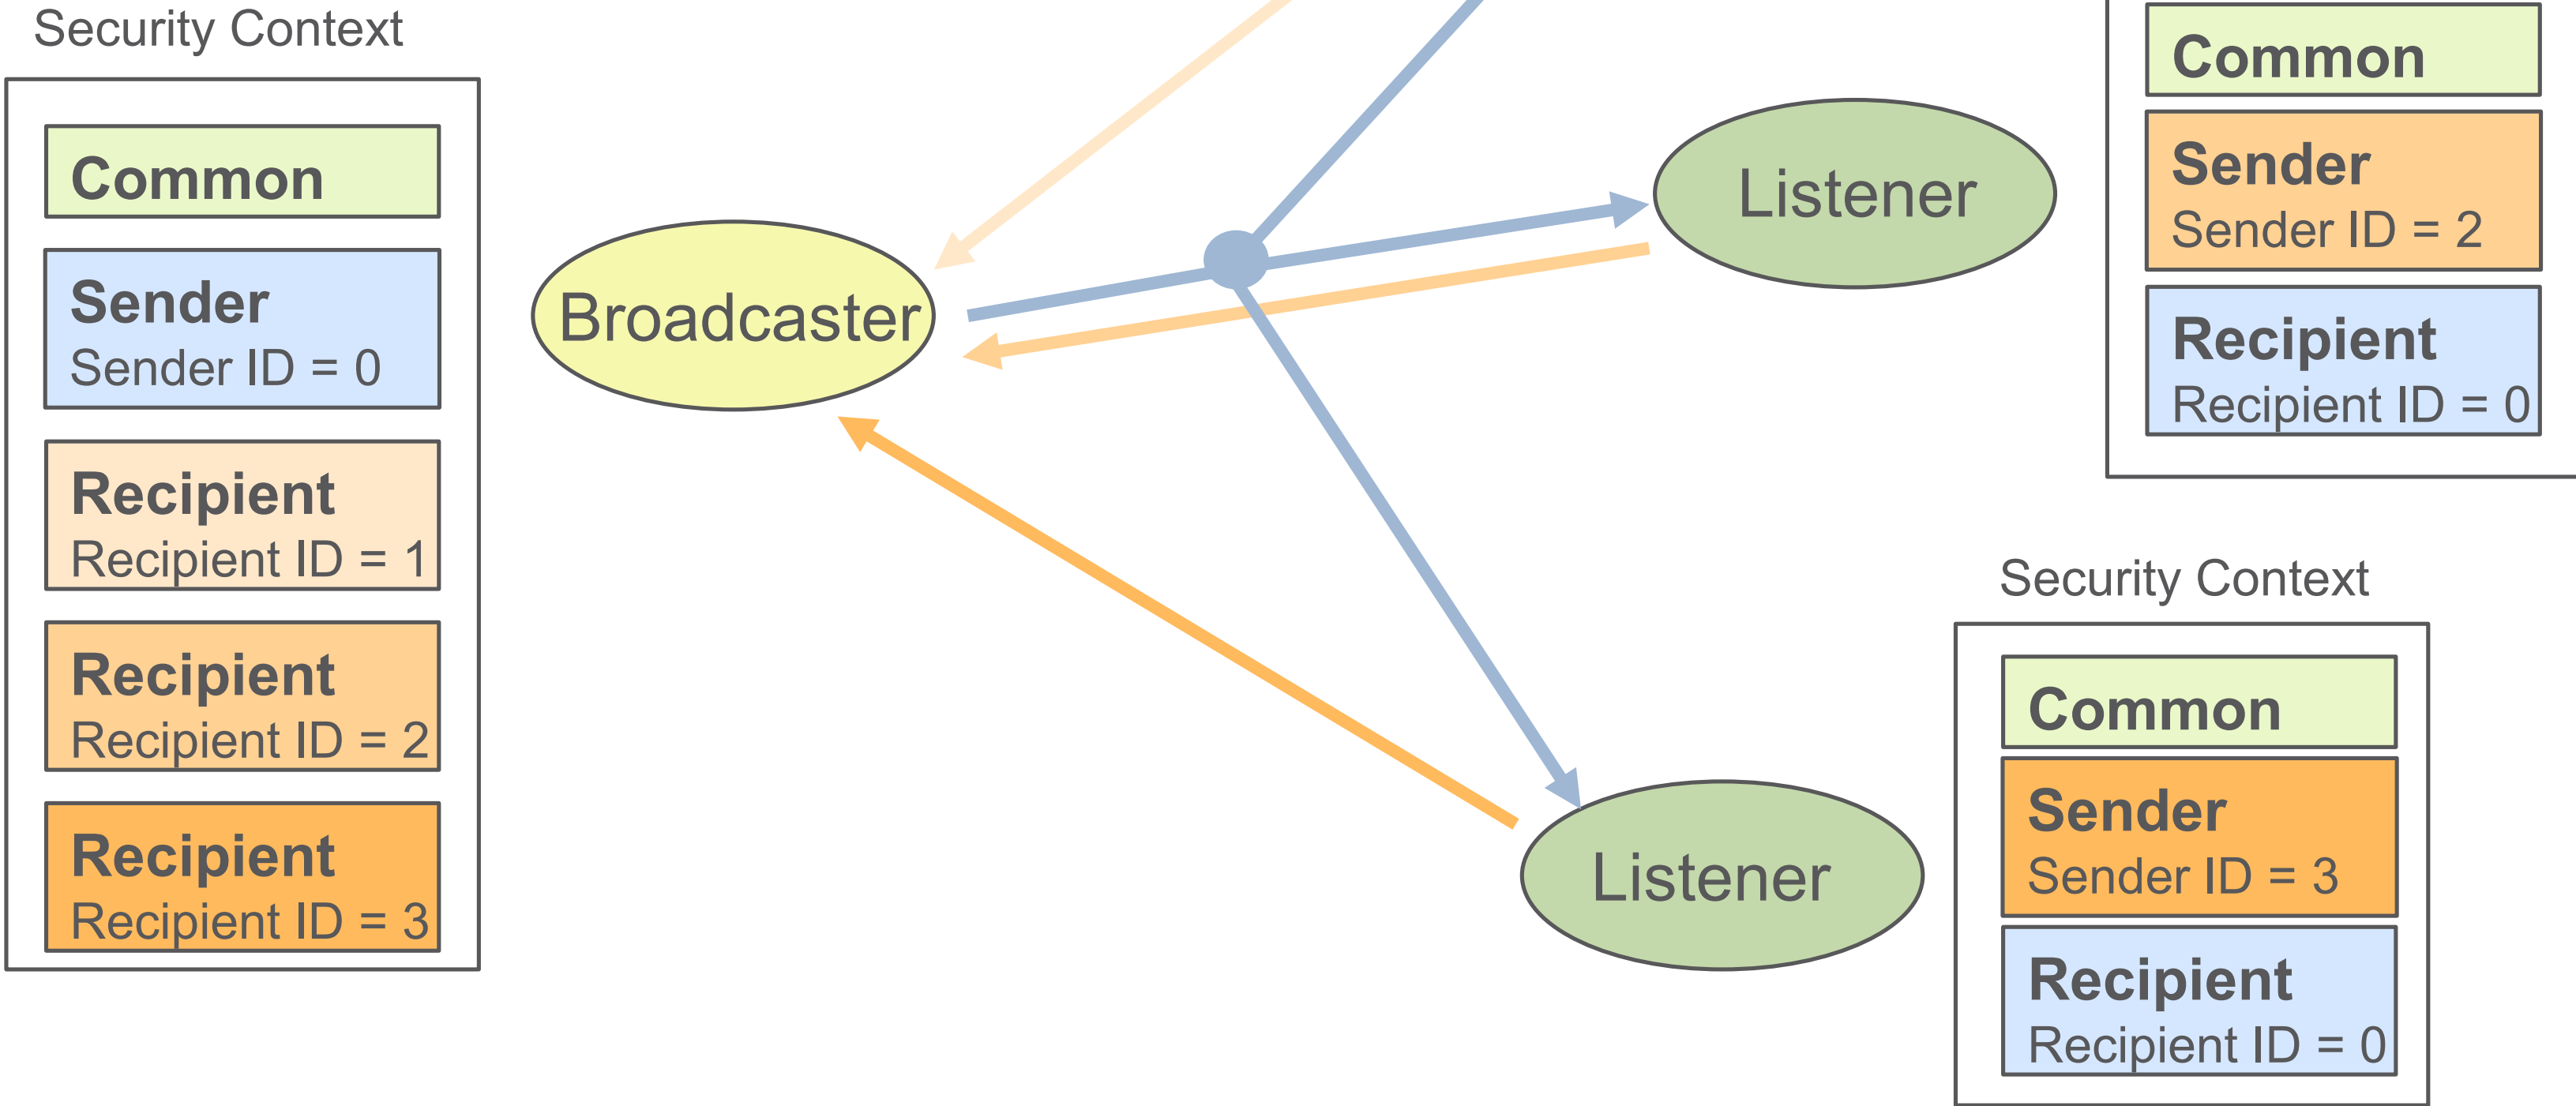 Security Context
Common
Sender
Sender ID = 0
Recipient
Recipient ID = 1
Recipient
Recipient ID = 2
Recipient
Recipient ID = 3
Broadcaster
Listener
Common
Sender
Sender ID = 2
Recipient
Recipient ID = 0
Listener
Security Context
Common
Sender
Sender ID = 3
Recipient
Recipient ID = 0